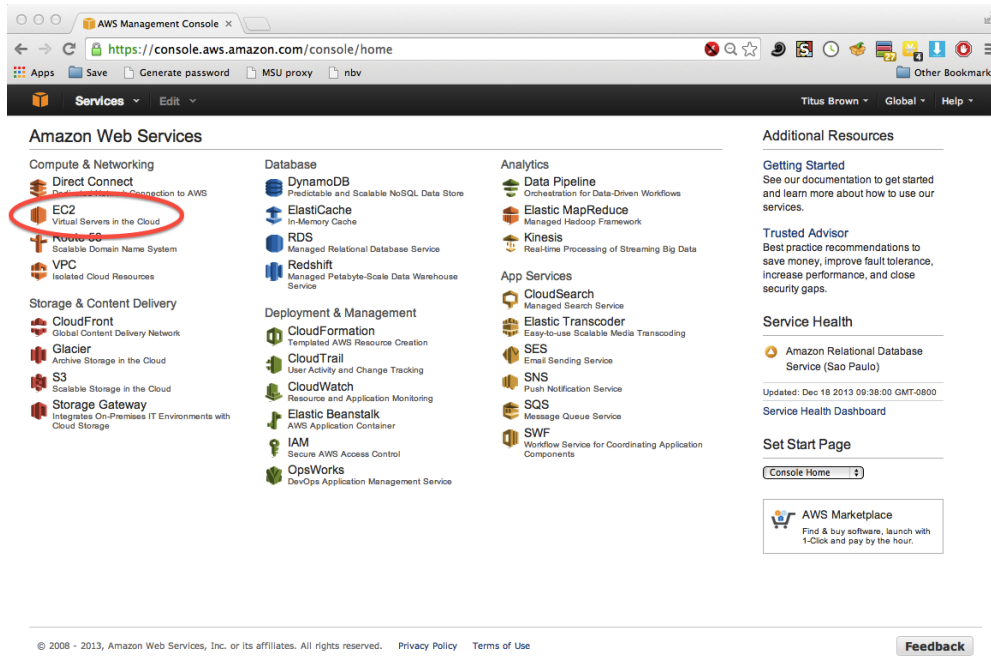 AWS Management Console ×
https://console.aws.amazon.com/console/home
Apps Save Generate password MSU proxy nbv Other Bookmark
Services Edit Titus Brown Global Help
Amazon Web Services
Compute & Networking
Direct Connect
Dedicated Network Connection to AWS
EC2
Virtual Servers in the Cloud
Route 53
Scalable Domain Name System
VPC
Isolated Cloud Resources
Storage & Content Delivery
CloudFront
Global Content Delivery Network
Glacier
Archive Storage in the Cloud
S3
Scalable Storage in the Cloud
Storage Gateway
Integrates On-Premises IT Environments with
Cloud Storage
Database
DynamoDB
Predictable and Scalable NoSQL Data Store
ElastiCache
In-Memory Cache
RDS
Managed Relational Database Service
Redshift
Managed Petabyte-Scale Data Warehouse
Service
Deployment & Management
CloudFormation
Templated AWS Resource Creation
CloudTrail
User Activity and Change Tracking
CloudWatch
Resource and Application Monitoring
Elastic Beanstalk
AWS Application Container
IAM
Secure AWS Access Control
OpsWorks
DevOps Application Management Service
Analytics
Data Pipeline
Orchestration for Data-Driven Workflows
Elastic MapReduce
Managed Hadoop Framework
Kinesis
Real-time Processing of Streaming Big Data
App Services
CloudSearch
Managed Search Service
Elastic Transcoder
Easy-to-use Scalable Media Transcoding
SES
Email Sending Service
SNS
Push Notification Service
SQS
Message Queue Service
SWF
Workflow Service for Coordinating Application
Components
Additional Resources
Getting Started
See our documentation to get started
and learn more about how to use our
services.
Trusted Advisor
Best practice recommendations to
save money, improve fault tolerance,
increase performance, and close
security gaps.
Service Health
Amazon Relational Database
Service (Sao Paulo)
Updated: Dec 18 2013 09:38:00 GMT-0800
Service Health Dashboard
Set Start Page
Console Home
AWS Marketplace
Find & buy software, launch with
1-Click and pay by the hour.
© 2008 - 2013, Amazon Web Services, Inc. or its affiliates. All rights reserved. Privacy Policy Terms of Use Feedback